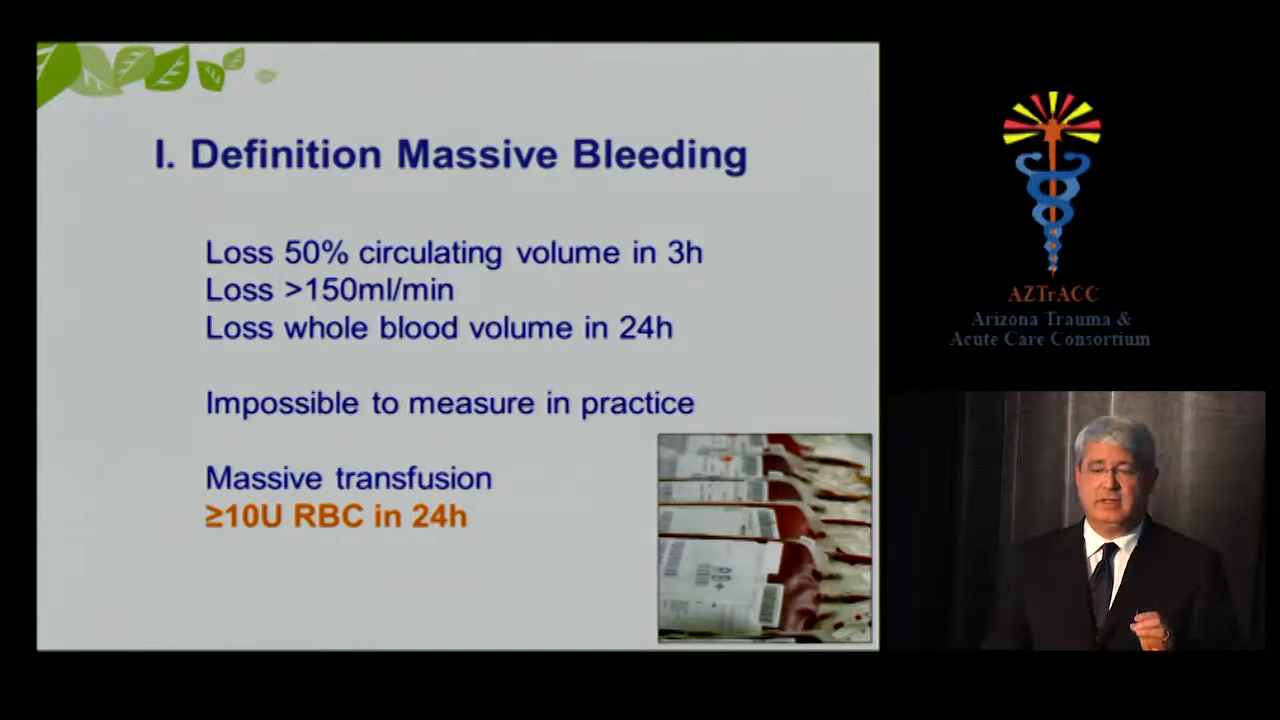 I. Definition Massive Bleeding
Loss 50% circulating volume in 3h
Loss >150ml/min
Loss whole blood volume in 24h
Impossible to measure in practice
Massive transfusion
≥10U RBC in 24h
AZTrACC
Arizona Trauma &
Acute Care Consortium